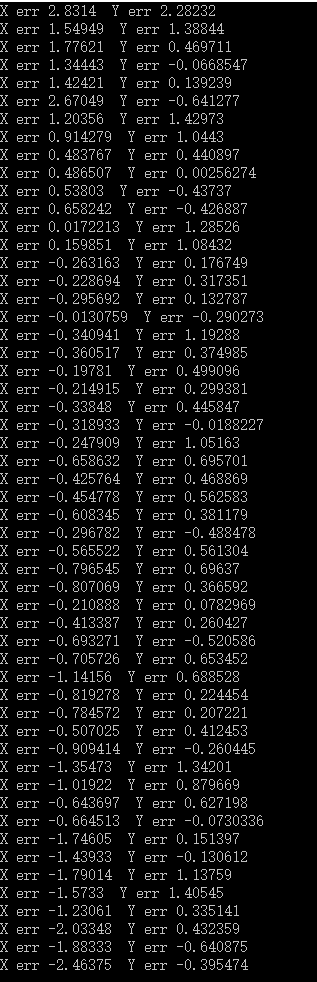 X err 2.8314  Y err 2.28232
X err 1.54949  Y err 1.38844
X err 1.77621  Y err 0.469711
X err 1.34443  Y err -0.0668547
X err 1.42421  Y err 0.139239
X err 2.67049  Y err -0.641277
X err 1.20356  Y err 1.42973
X err 0.914279  Y err 1.0443
X err 0.483767  Y err 0.440897
X err 0.486507  Y err 0.00256274
X err 0.53803  Y err -0.43737
X err 0.658242  Y err -0.426887
X err 0.0172213  Y err 1.28526
X err 0.159851  Y err 1.08432
X err -0.263163  Y err 0.176749
X err -0.228694  Y err 0.317351
X err -0.295692  Y err 0.132787
X err -0.0130759  Y err -0.290273
X err -0.340941  Y err 1.19288
X err -0.360517  Y err 0.374985
X err -0.19781  Y err 0.499096
X err -0.214915  Y err 0.299381
X err -0.33848  Y err 0.445847
X err -0.318933  Y err -0.0188227
X err -0.247909  Y err 1.05163
X err -0.658632  Y err 0.695701
X err -0.425764  Y err 0.468869
X err -0.454778  Y err 0.562583
X err -0.608345  Y err 0.381179
X err -0.296782  Y err -0.488478
X err -0.565522  Y err 0.561304
X err -0.796545  Y err 0.69637
X err -0.807069  Y err 0.366592
X err -0.210888  Y err 0.0782969
X err -0.413387  Y err 0.260427
X err -0.693271  Y err -0.520586
X err -0.705726  Y err 0.653452
X err -1.14156  Y err 0.688528
X err -0.819278  Y err 0.224454
X err -0.784572  Y err 0.207221
X err -0.507025  Y err 0.412453
X err -0.909414  Y err -0.260445
X err -1.35473  Y err 1.34201
X err -1.01922  Y err 0.879669
X err -0.643697  Y err 0.627198
X err -0.664513  Y err -0.0730336
X err -1.74605  Y err 0.151397
X err -1.43933  Y err -0.130612
X err -1.79014  Y err 1.13759
X err -1.5733  Y err 1.40545
X err -1.23061  Y err 0.335141
X err -2.03348  Y err 0.432359
X err -1.88333  Y err -0.640875
X err -2.46375  Y err -0.395474